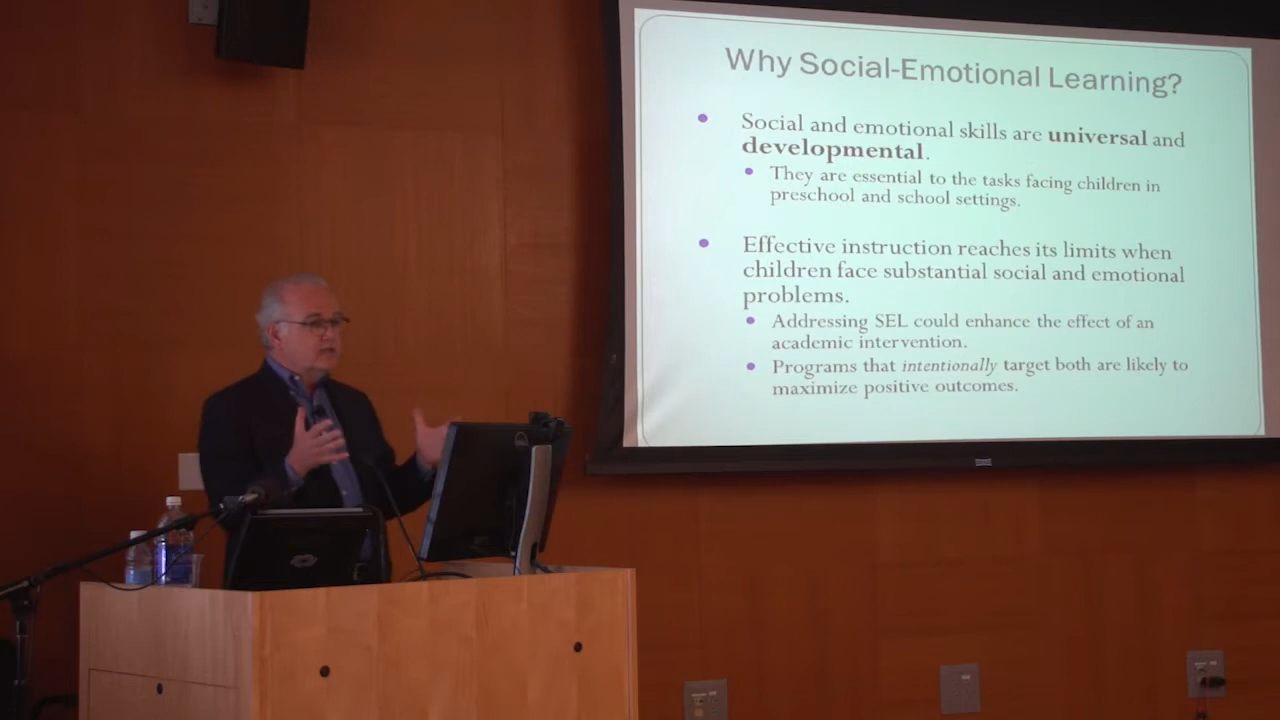 Why Social-Emotional Learning?
Social and emotional skills are universal and
developmental.
They are essential to the tasks facing children in
preschool and school settings.
Effective instruction reaches its limits when
children face substantial social and emotional
problems.
Addressing SEL could enhance the effect of an
academic intervention.
Programs that intentionally target both are likely to
maximize positive outcomes.